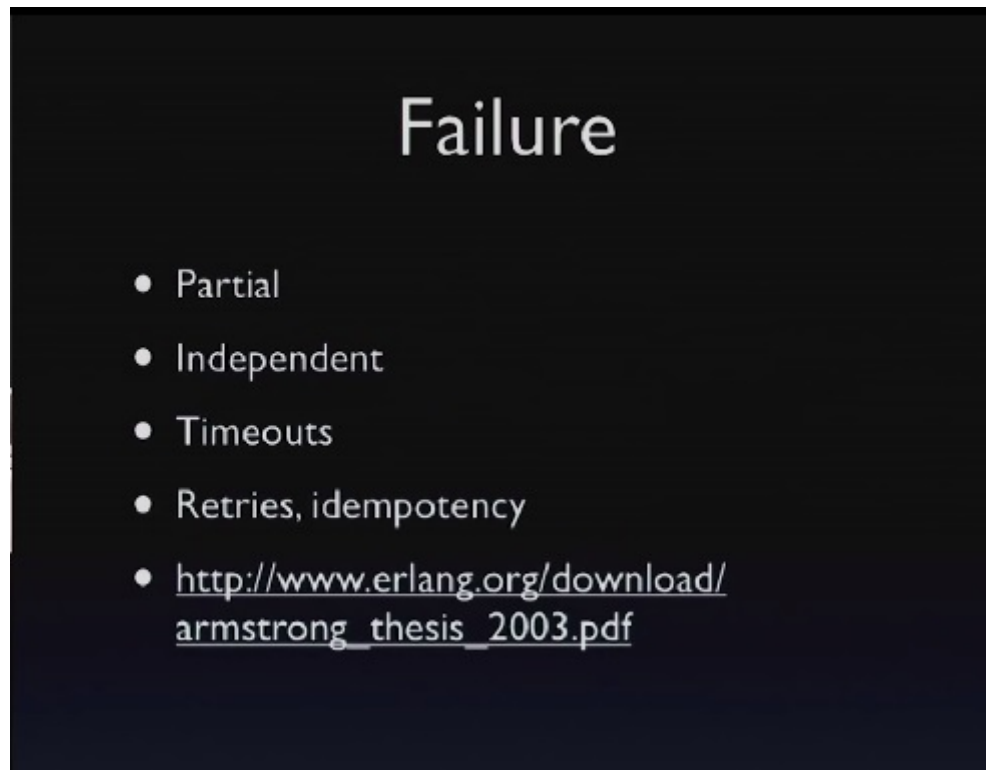 Failure
• Partial
• Independent
• Timeouts
• Retries, idempotency
• http://www.erlang.org/download/
armstrong_thesis_2003.pdf